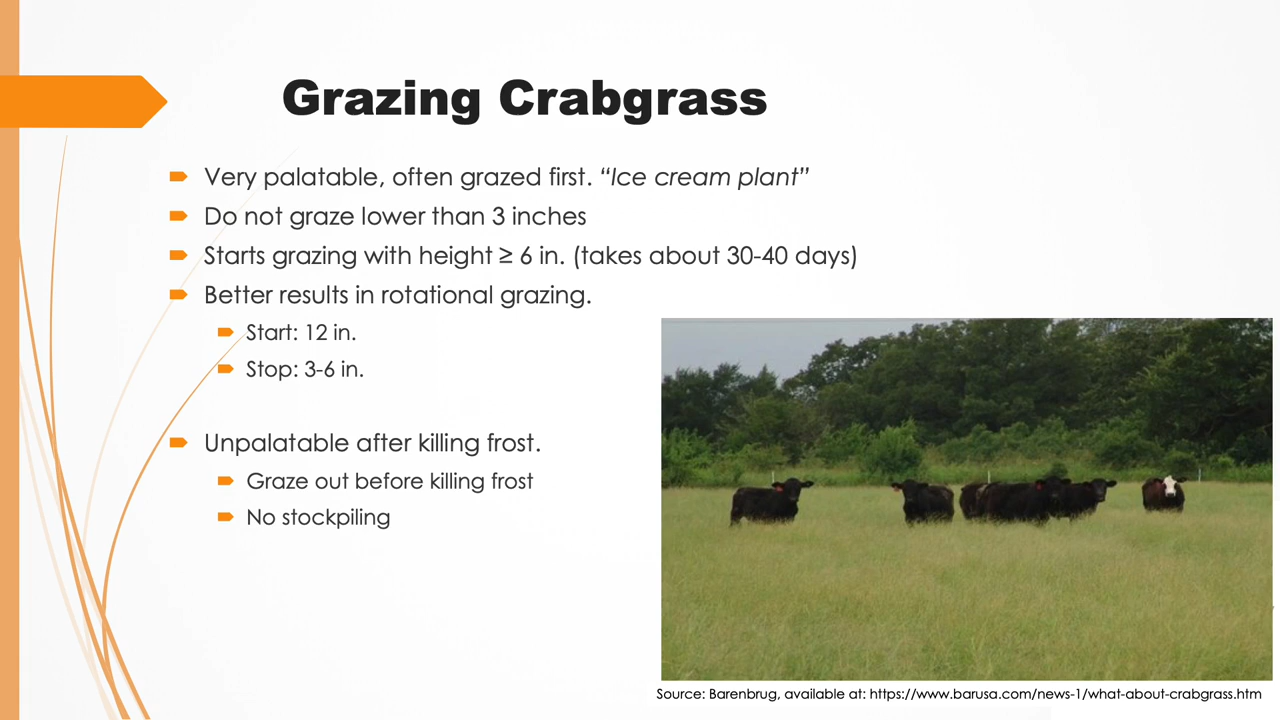 Grazing Crabgrass
Very palatable, often grazed first. “Ice cream plant”
Do not graze lower than 3 inches
Starts grazing with height ≥ 6 in. (takes about 30-40 days)
Better results in rotational grazing.
Start: 12 in.
Stop: 3-6 in.
Unpalatable after killing frost.
Graze out before killing frost
No stockpiling
Source: Barenbrug, available at: https://www.barusa.com/news-1/what-about-crabgrass.htm